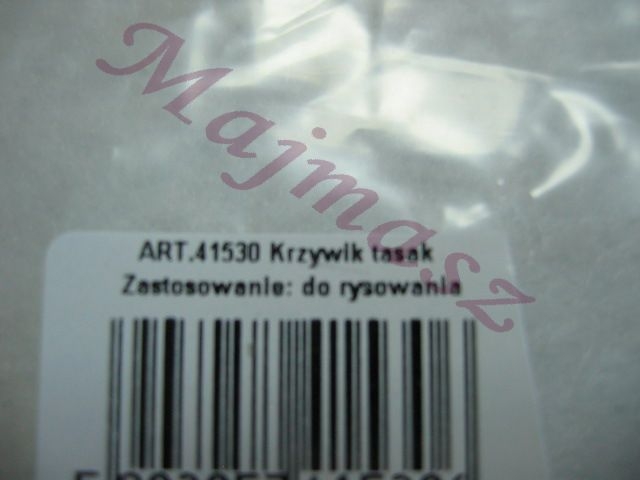 Majmasz
ART.41530 Krzywik tasak
Zastosowanie: do rysowania